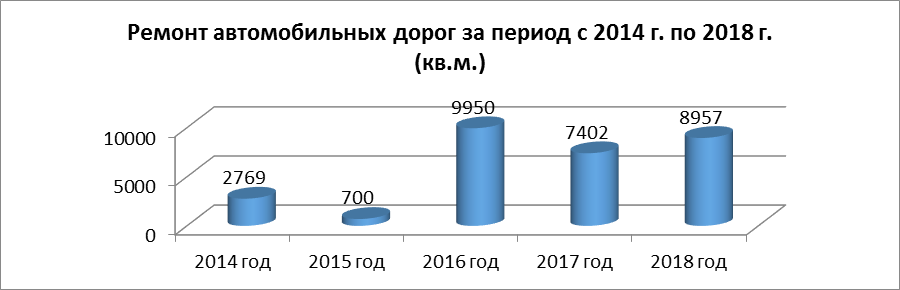 Ремонт автомобильных дорог за период с 2014 г. по 2018 г.
(кв.м.)
9950
8957
7402
10000
2769
5000
700
0
2014 год 2015 год 2016 год 2017 год 2018 год